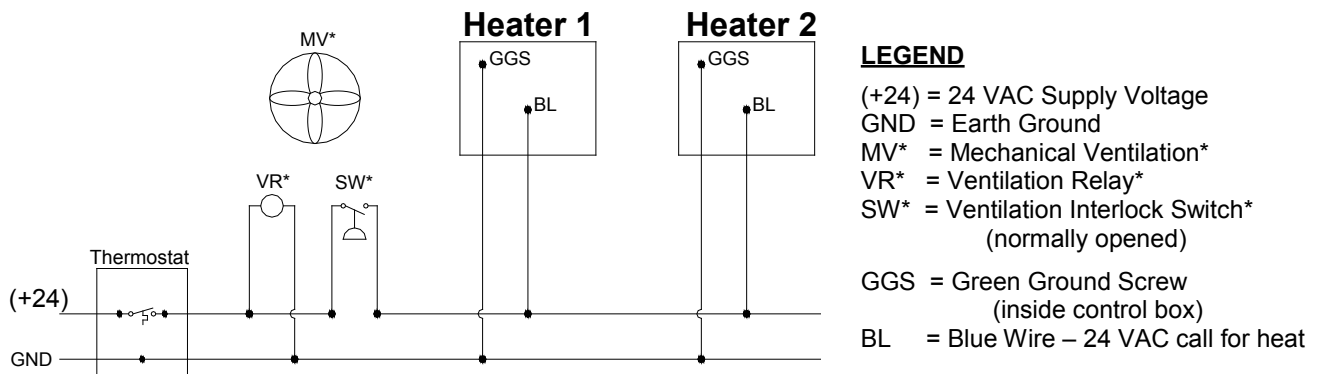 Heater 1
Heater 2
MV*
GGS
BL
GGS
BL
VR*
SW*
Thermostat
(+24)
GND
LEGEND
(+24) = 24 VAC Supply Voltage
GND = Earth Ground
MV* = Mechanical Ventilation*
VR* = Ventilation Relay*
SW* = Ventilation Interlock Switch*
(normally opened)
GGS = Green Ground Screw
(inside control box)
BL = Blue Wire – 24 VAC call for heat